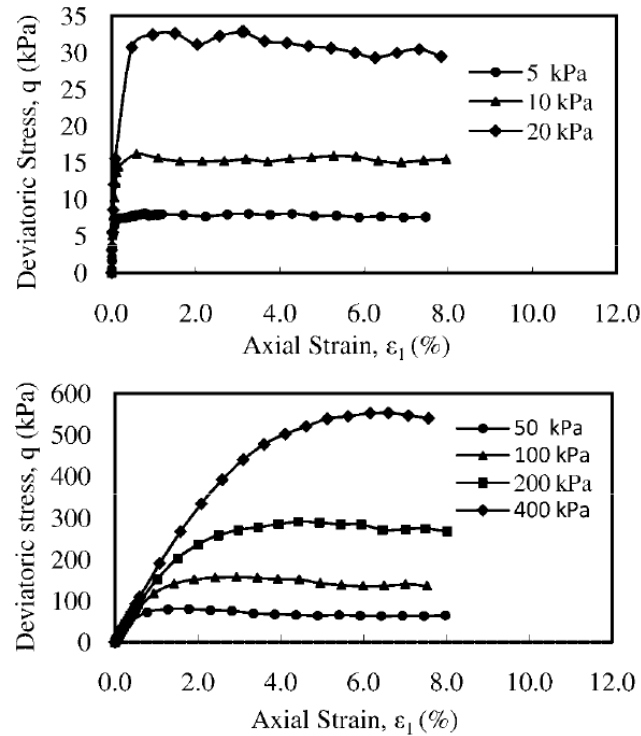 35
30
25
20
15
10
5
0
Deviatoric Stress, q (kPa)
5 kPa
10 kPa
20 kPa
0.0 2.0 4.0 6.0 8.0 10.0 12.0
Axial Strain, ε1 (%)
600
500
400
300
200
100
0
Deviatoric stress, q (kPa)
50 kPa
100 kPa
200 kPa
400 kPa
0.0 2.0 4.0 6.0 8.0 10.0 12.0
Axial Strain, ε1 (%)